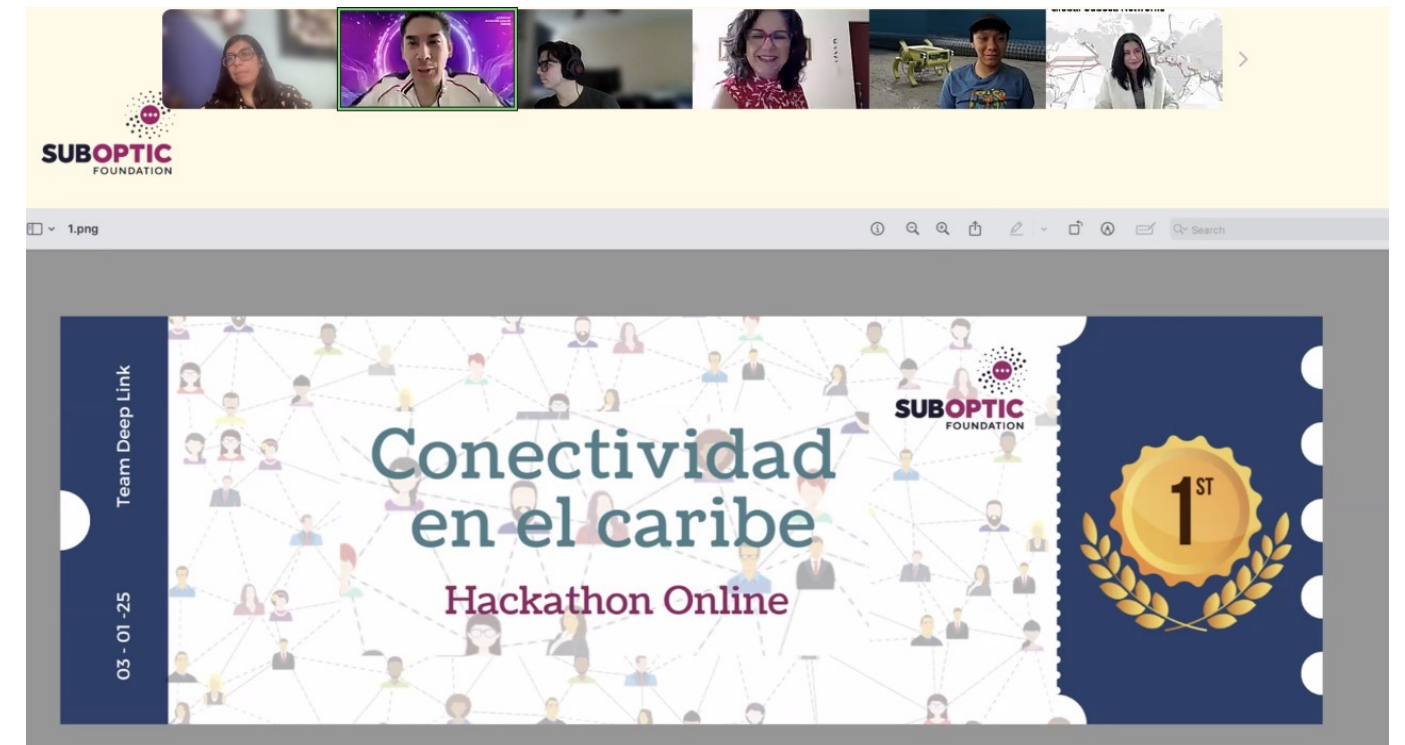 SUBOPTIC
FOUNDATION
1.png
Search
Team Deep Link
03 - 01 -25
SUBOPTIC
FOUNDATION
Conectividad
en el caribe
Hackathon Online
1ST